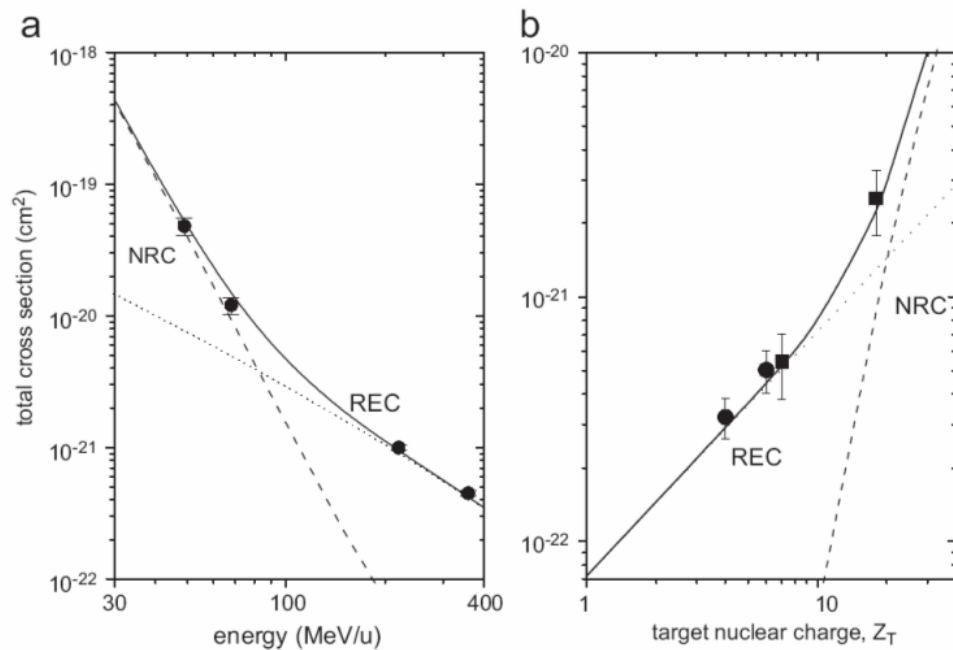 a
10^-18
10^-19
10^-20
10^-21
10^-22
total cross section (cm²)
NRC
REC
30
100
400
energy (MeV/u)
b
10^-20
10^-21
10^-22
NRC
REC
1
10
target nuclear charge, Z_T